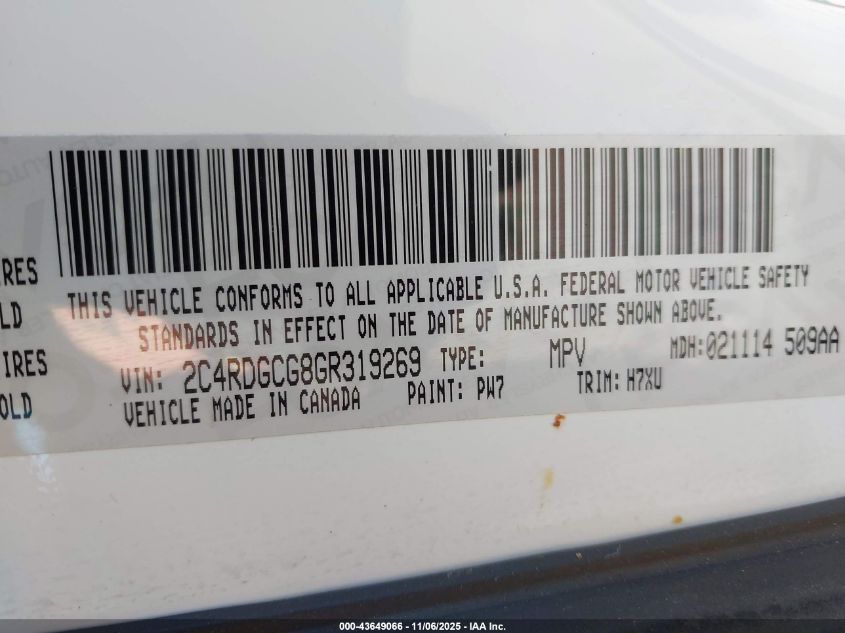 IRES
LD
IRES
OLD
THIS VEHICLE CONFORMS TO ALL APPLICABLE U.S.A. FEDERAL MOTOR VEHICLE SAFETY
STANDARDS IN EFFECT ON THE DATE OF MANUFACTURE SHOWN ABOVE.
VIN: 2C4RDGCG8GR319269 TYPE: MPV MDH:021114 509AA
VEHICLE MADE IN CANADA PAINT: PW7 TRIM: H7XU
000-43649066 - 11/06/2025 - IAA Inc.